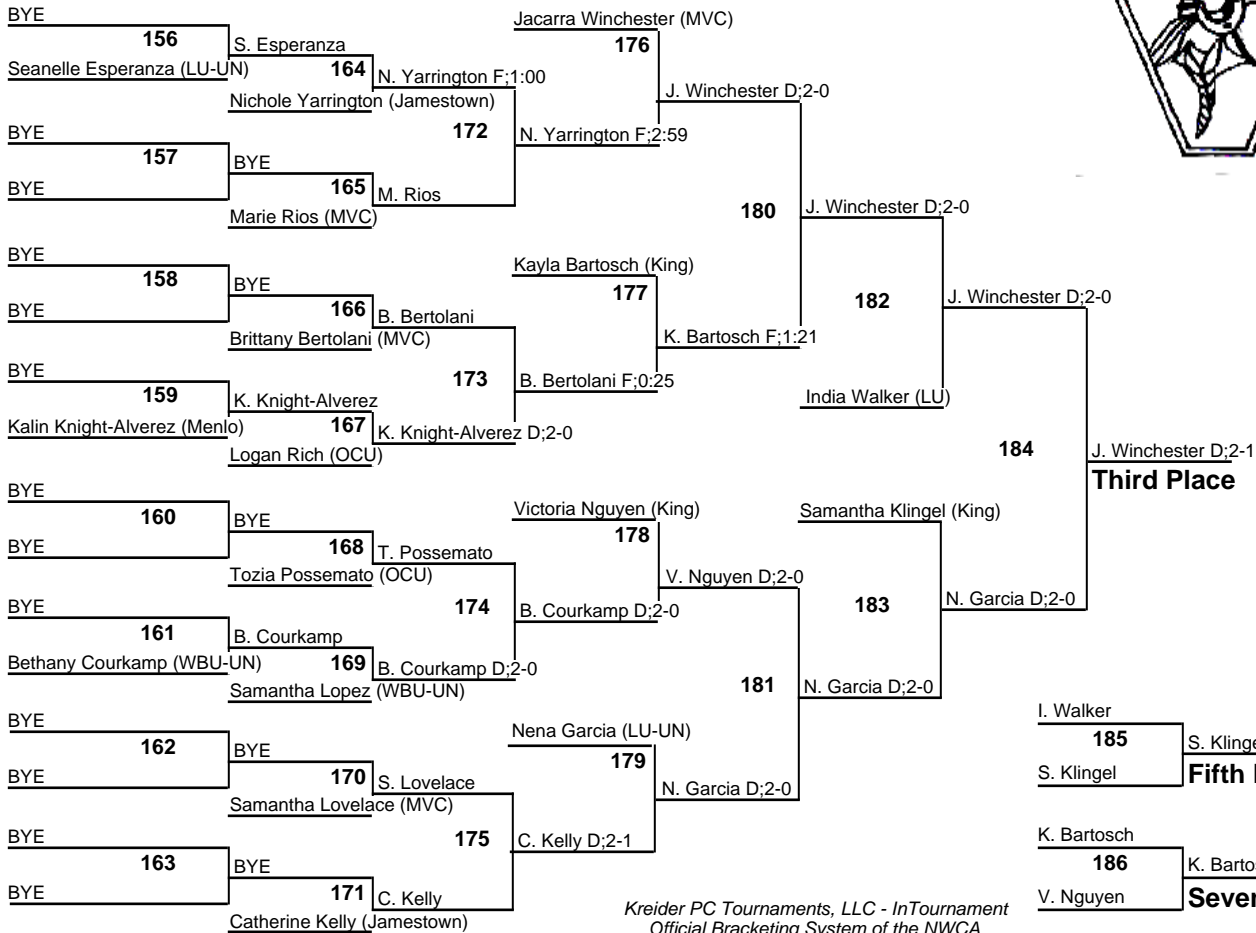 BYE
156
Seanelle Esperanza (LU-UN)
BYE
157
BYE
BYE
158
BYE
BYE
159
Kalin Knight-Alverez (Menlo)
BYE
160
BYE
BYE
161
Bethany Courkamp (WBU-UN)
BYE
162
BYE
BYE
163
BYE
S. Esperanza
164
Nichole Yarrington (Jamestown)
BYE
165
Marie Rios (MVC)
BYE
166
Brittany Bertolani (MVC)
K. Knight-Alverez
167
Logan Rich (OCU)
BYE
168
Tozia Possemato (OCU)
B. Courkamp
169
Samantha Lopez (WBU-UN)
BYE
170
Samantha Lovelace (MVC)
BYE
171
Catherine Kelly (Jamestown)
N. Yarrington F;1:00
172
M. Rios
B. Bertolani
173
K. Knight-Alverez D;2-0
T. Possemato
174
B. Courkamp D;2-0
S. Lovelace
175
C. Kelly
Jacarra Winchester (MVC)
176
N. Yarrington F;2:59
Kayla Bartosch (King)
177
B. Bertolani F;0:25
Victoria Nguyen (King)
178
B. Courkamp D;2-0
Nena Garcia (LU-UN)
179
C. Kelly D;2-1
J. Winchester D;2-0
180
K. Bartosch F;1:21
V. Nguyen D;2-0
181
N. Garcia D;2-0
J. Winchester D;2-0
182
India Walker (LU)
Samantha Klingel (King)
183
N. Garcia D;2-0
J. Winchester D;2-0
184
N. Garcia D;2-0
J. Winchester D;2-1
Third Place
I. Walker
185
S. Klingel
S. Klinge
Fifth
K. Bartosch
186
V. Nguyen
K. Barto
Seve
Kreider PC Tournaments, LLC - InTournament
Official Bracketing System of the NWCA